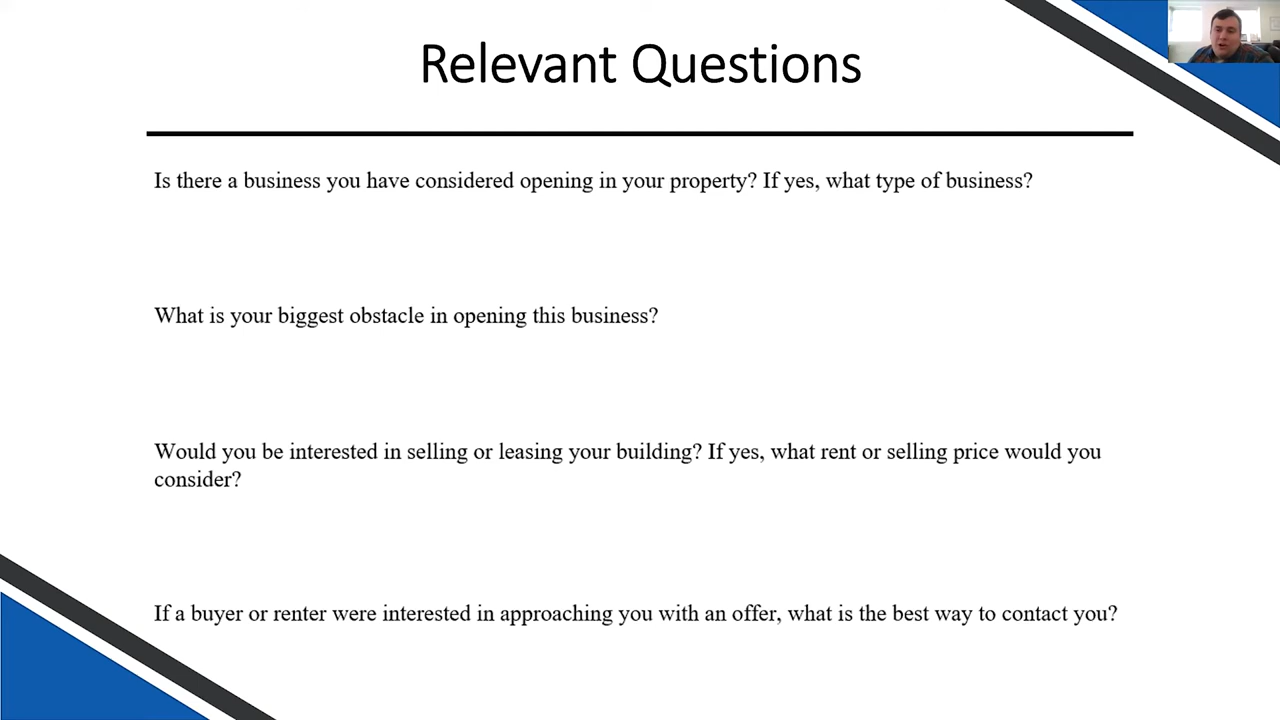 Relevant Questions
Is there a business you have considered opening in your property? If yes, what type of business?
What is your biggest obstacle in opening this business?
Would you be interested in selling or leasing your building? If yes, what rent or selling price would you
consider?
If a buyer or renter were interested in approaching you with an offer, what is the best way to contact you?